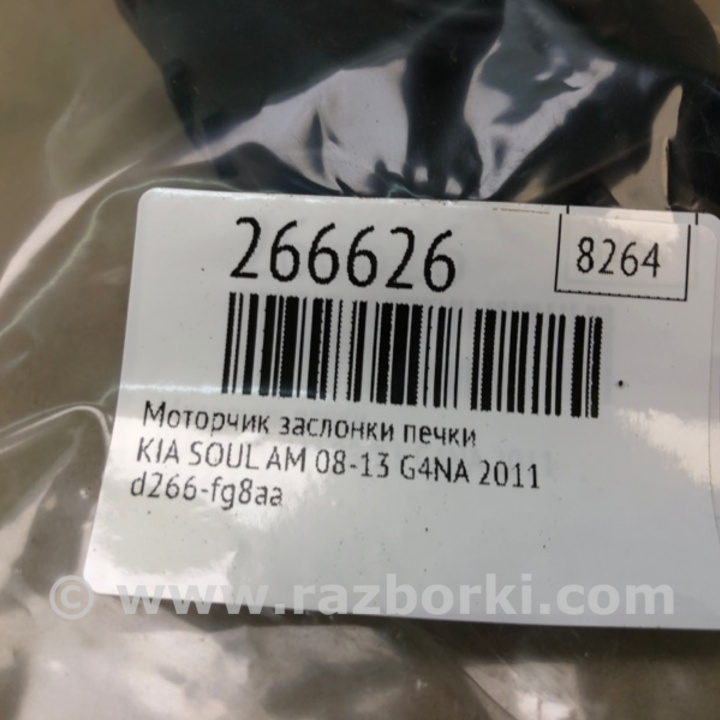 266626
8264
Моторчик заслонки печки
KIA SOUL AM 08-13 G4NA 2011
d266-fg8aa
© www.razborki.com